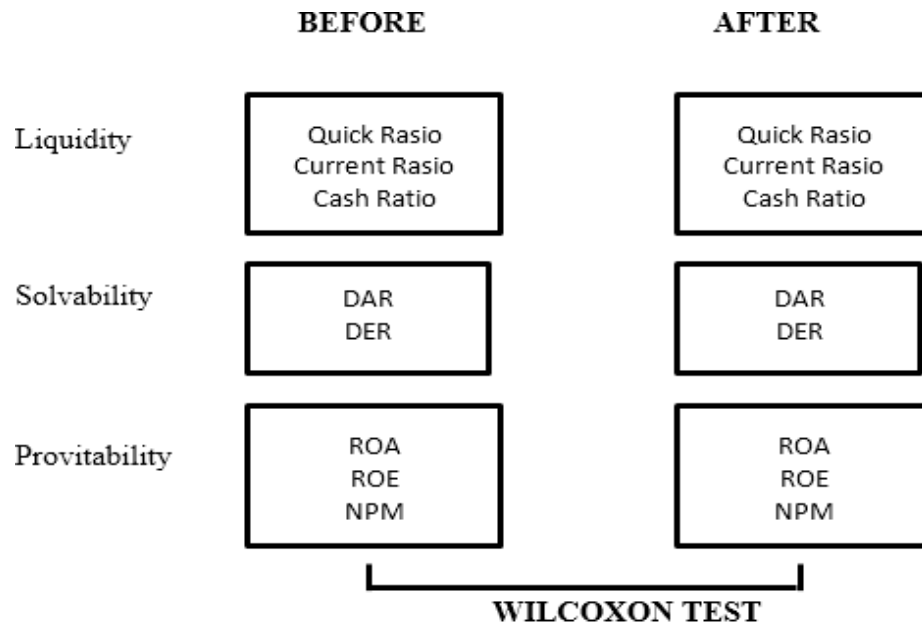 BEFORE
AFTER
Liquidity
Quick Rasio
Current Rasio
Cash Ratio
Quick Rasio
Current Rasio
Cash Ratio
Solvability
DAR
DER
DAR
DER
Provitability
ROA
ROE
NPM
ROA
ROE
NPM
WILCOXON TEST